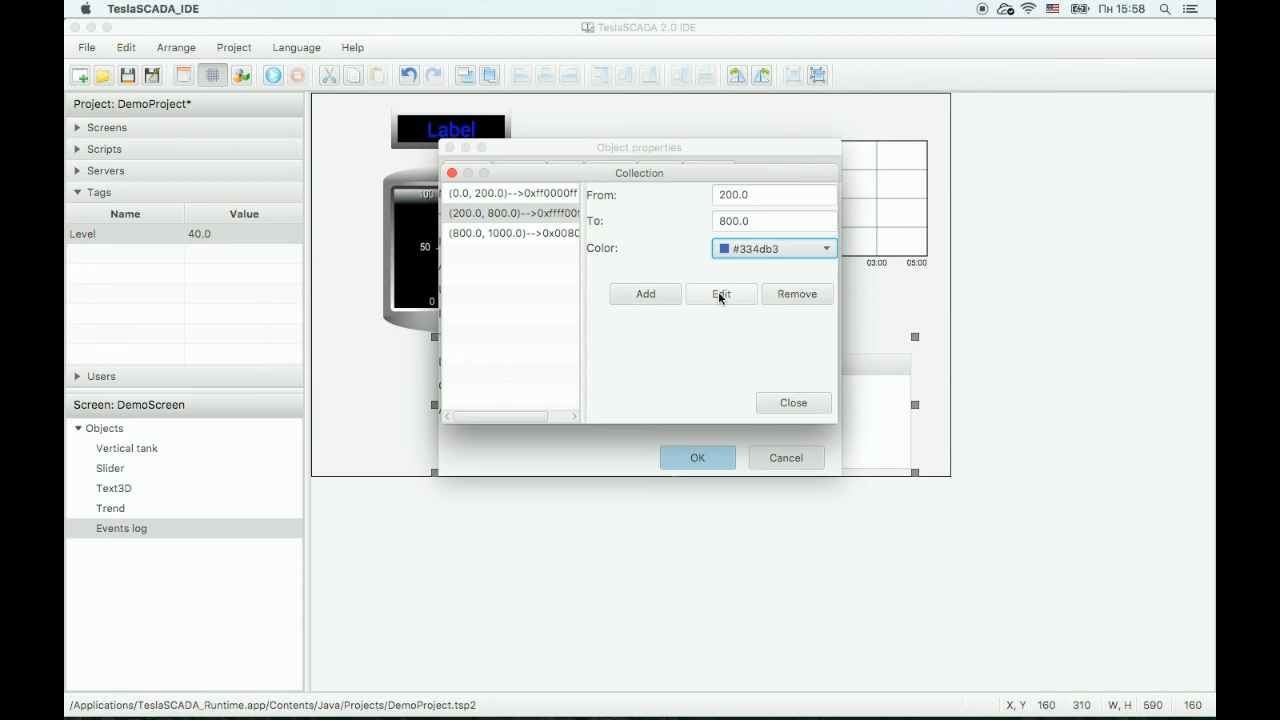 TeslaSCADA_IDE
Пн 15:58
TeslaSCADA 2.0 IDE
File Edit Arrange Project Language Help
Project: DemoProject*
Screens
Scripts
Servers
Tags
Name Value
Level 40.0
Users
Screen: DemoScreen
Objects
Vertical tank
Slider
Text3D
Trend
Events log
Label
100
50
0
Object properties
Collection
(0.0, 200.0)-->0xff0000ff
(200.0, 800.0)-->0xffff00
(800.0, 1000.0)-->0x0080
From: 200.0
To: 800.0
Color: #334db3
Add Edit Remove
Close
OK Cancel
03:00 05:00
/Applications/TeslaSCADA_Runtime.app/Contents/Java/Projects/DemoProject.tsp2
X, Y 160 310 W, H 590 160